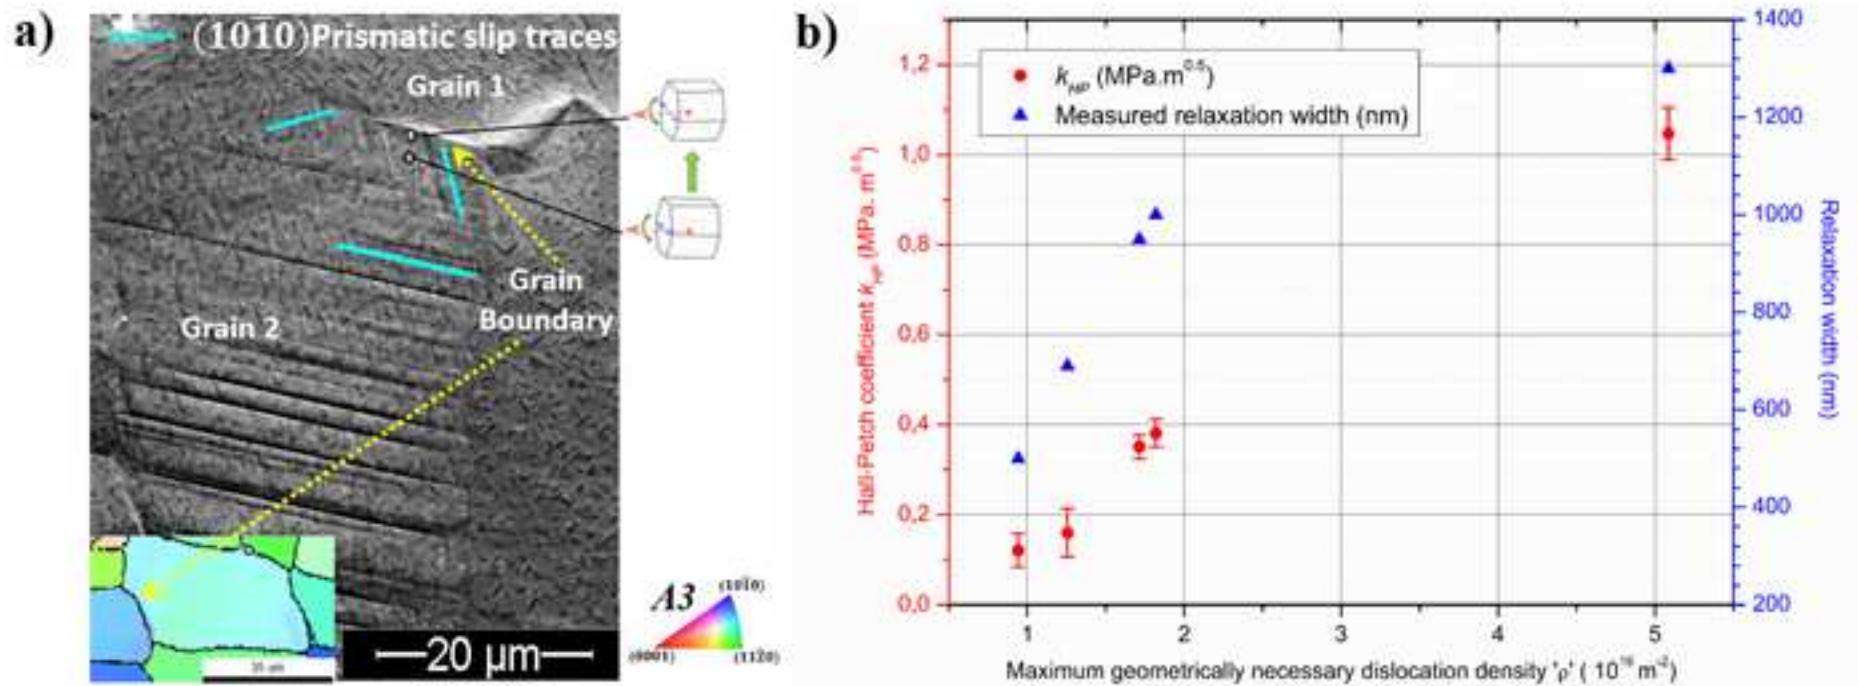 a)
(101̄0)Prismatic slip traces
Grain 1
Grain
Boundary
Grain 2
A3
(101̄0)
(0001)
(112̄0)
20 µm
b)
k_HP (MPa.m^0.5)
Measured relaxation width (nm)
Hall-Petch coefficient k_HP (MPa. m^0.5)
1,2
1,0
0,8
0,6
0,4
0,2
0,0
1400
1200
1000
800
600
400
200
Relaxation width (nm)
1 2 3 4 5
Maximum geometrically necessary dislocation density 'ρ' ( 10^16 m^-2)